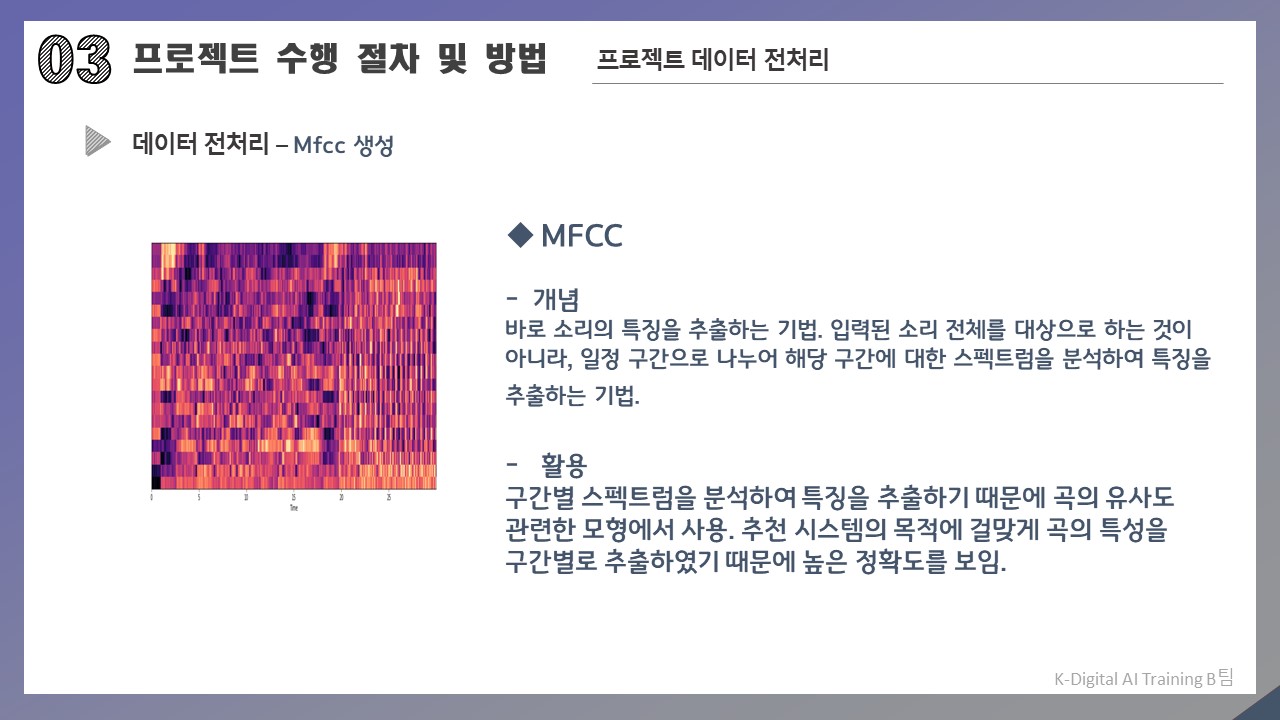 03 프로젝트 수행 절차 및 방법 프로젝트 데이터 전처리
데이터 전처리 – Mfcc 생성
◆ MFCC
- 개념
바로 소리의 특징을 추출하는 기법. 입력된 소리 전체를 대상으로 하는 것이
아니라, 일정 구간으로 나누어 해당 구간에 대한 스펙트럼을 분석하여 특징을
추출하는 기법.
- 활용
구간별 스펙트럼을 분석하여 특징을 추출하기 때문에 곡의 유사도
관련한 모형에서 사용. 추천 시스템의 목적에 걸맞게 곡의 특성을
구간별로 추출하였기 때문에 높은 정확도를 보임.
0 5 10 15 20 25
Time
K-Digital AI Training B팀